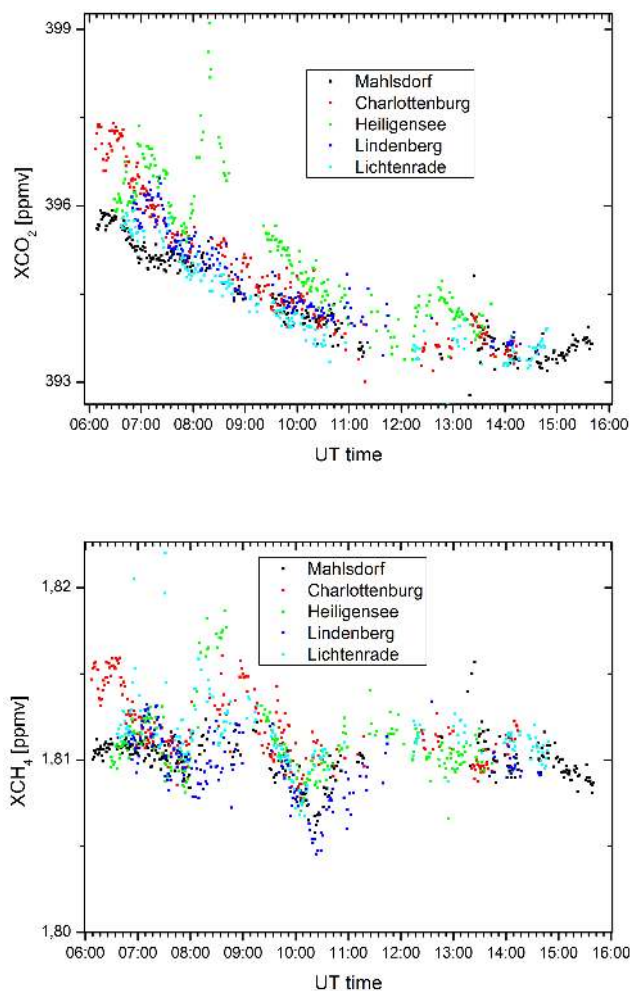 399
396
393
XCO₂ [ppmv]
Mahlsdorf
Charlottenburg
Heiligensee
Lindenberg
Lichtenrade
06:00 07:00 08:00 09:00 10:00 11:00 12:00 13:00 14:00 15:00 16:00
UT time
1,82
1,81
1,80
XCH₄ [ppmv]
Mahlsdorf
Charlottenburg
Heiligensee
Lindenberg
Lichtenrade
06:00 07:00 08:00 09:00 10:00 11:00 12:00 13:00 14:00 15:00 16:00
UT time